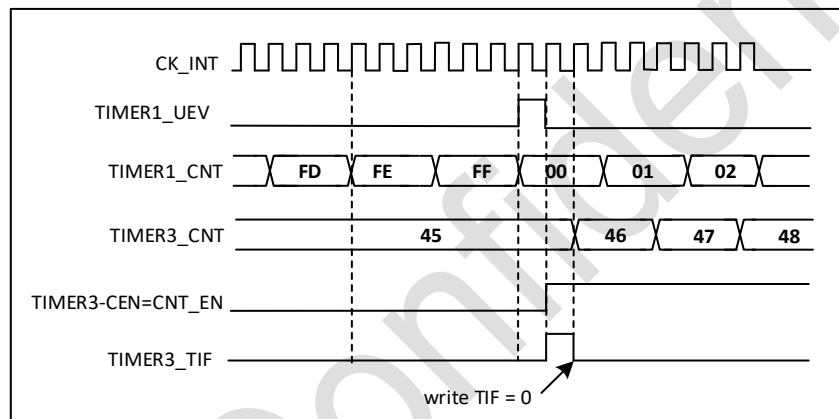 CK_INT
TIMER1_UEV
TIMER1_CNT FD FE FF 00 01 02
TIMER3_CNT 45 46 47 48
TIMER3-CEN=CNT_EN
TIMER3_TIF
write TIF = 0